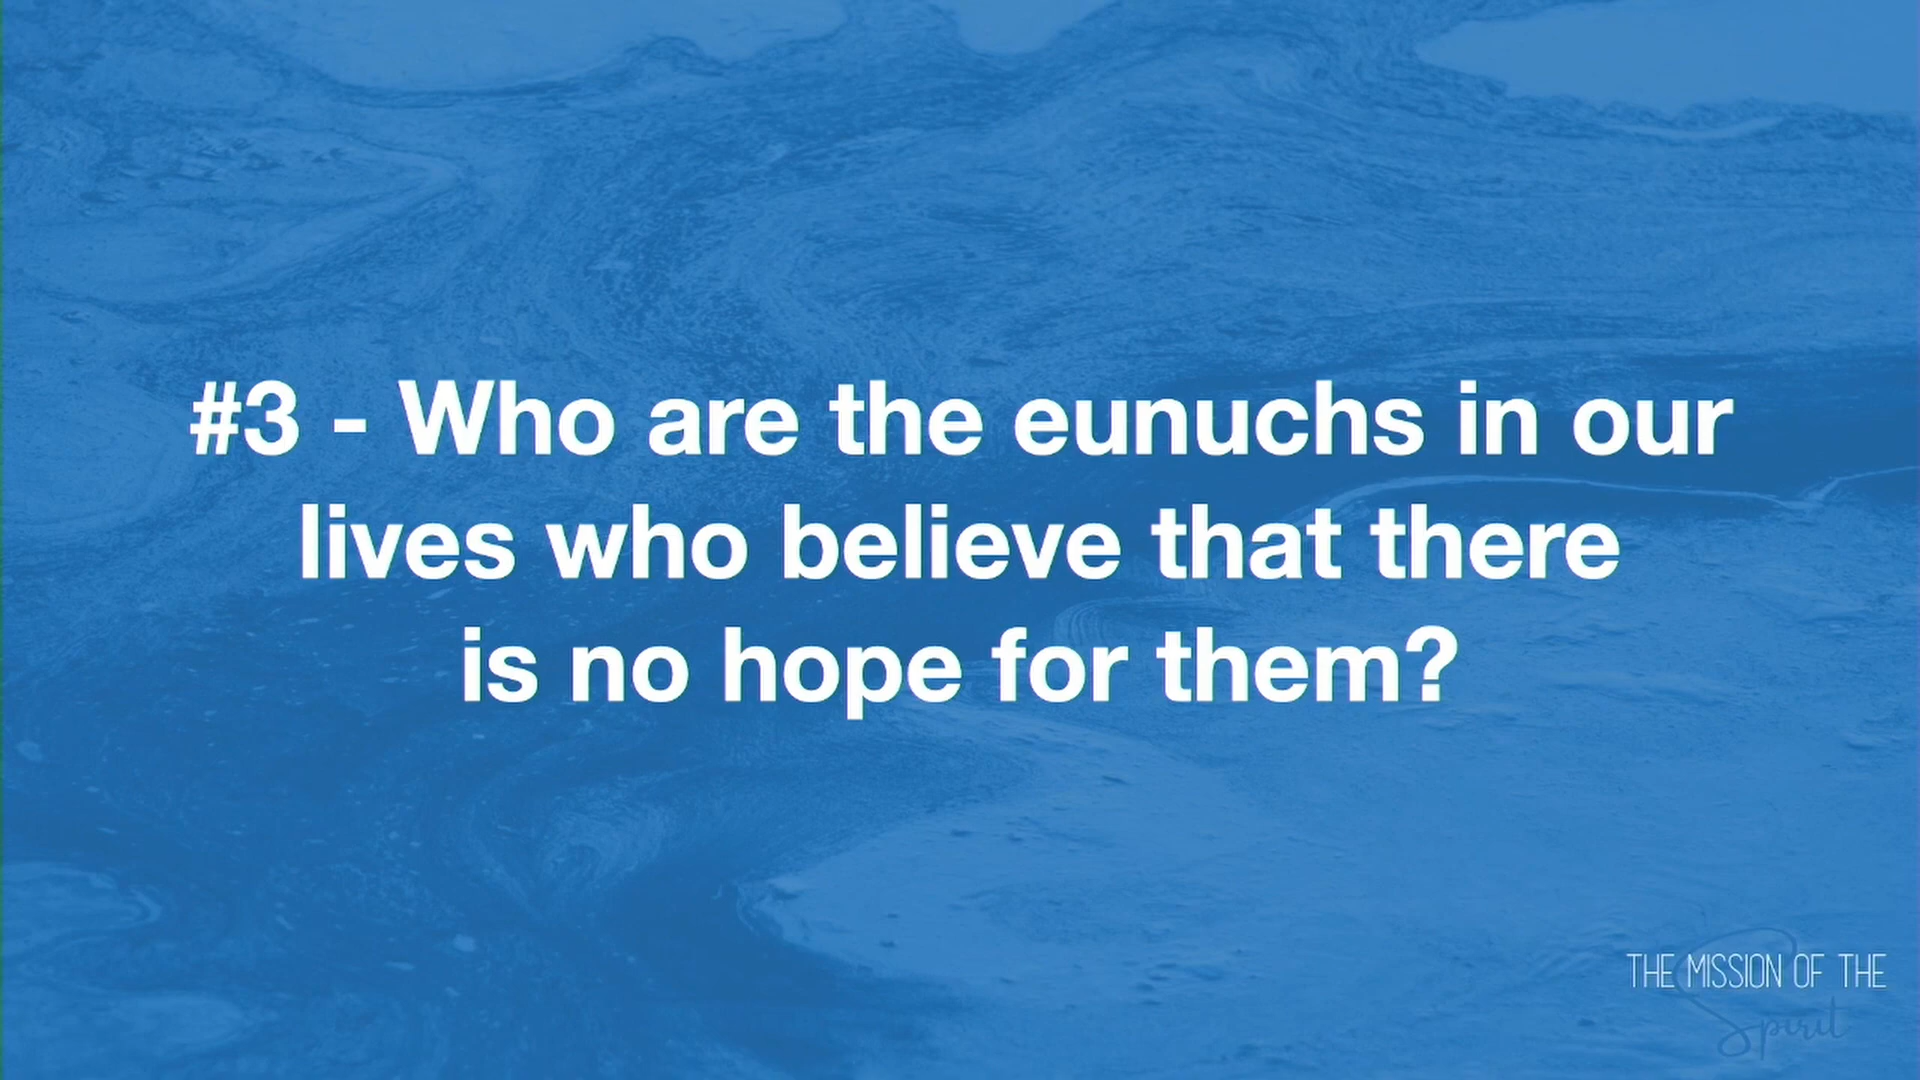 #3 - Who are the eunuchs in our
lives who believe that there
is no hope for them?
THE MISSION OF THE
Spirit